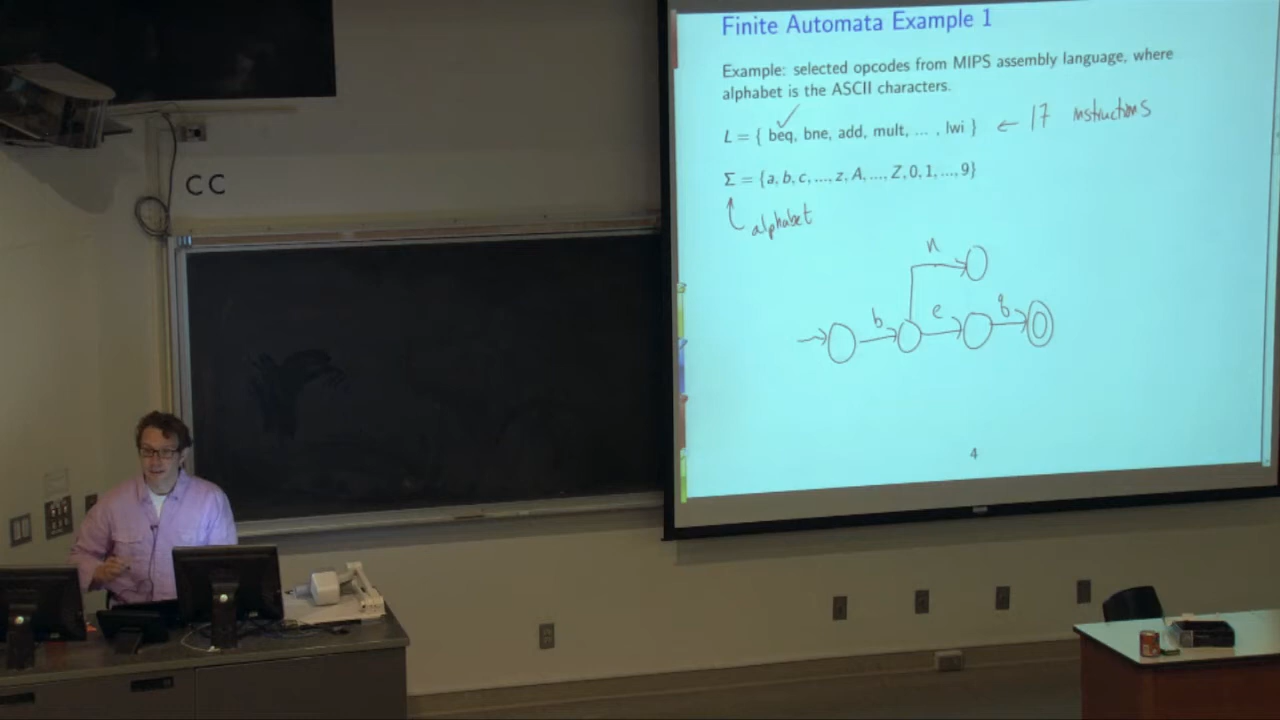 Finite Automata Example 1
Example: selected opcodes from MIPS assembly language, where
alphabet is the ASCII characters.
L = { beq, bne, add, mult, ... , lwi } ← 17 instructions
Σ = {a, b, c, ..., z, A, ..., Z, 0, 1, ..., 9}
alphabet
CC
n
b e q
4